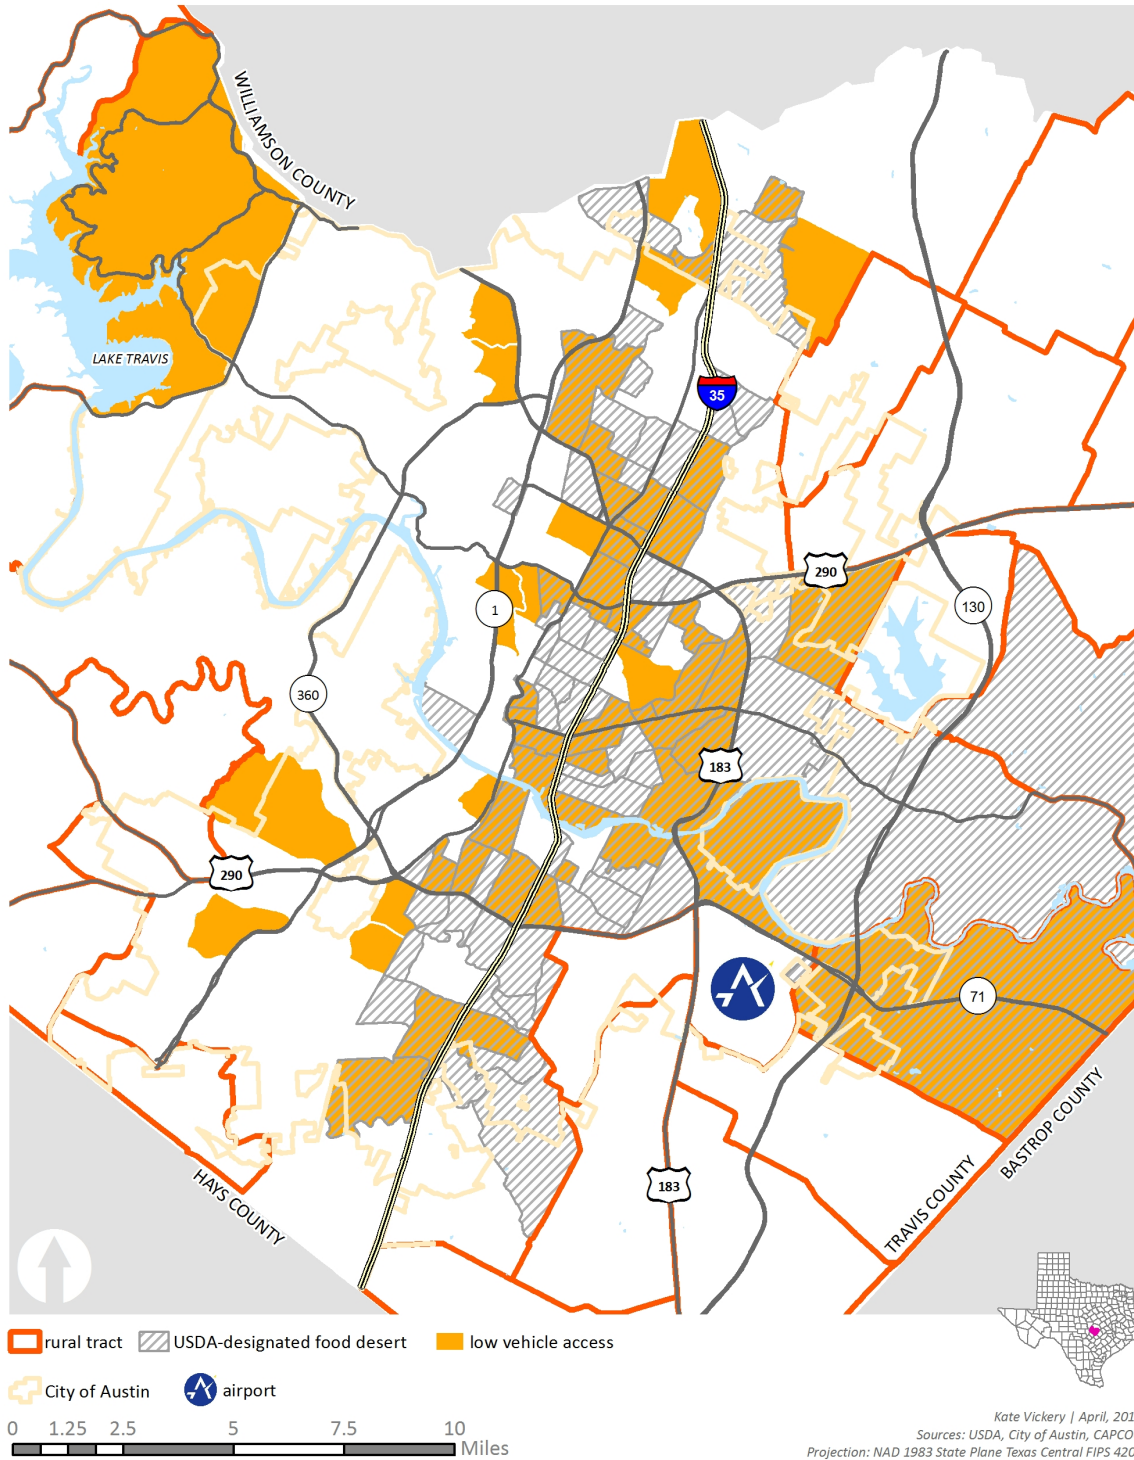 WILLIAMSON COUNTY
LAKE TRAVIS
35
290
1
130
360
183
290
71
183
HAYS COUNTY
TRAVIS COUNTY
BASTROP COUNTY
rural tract
USDA-designated food desert
low vehicle access
City of Austin
airport
0 1.25 2.5 5 7.5 10
Miles
Kate Vickery | April, 201
Sources: USDA, City of Austin, CAPCO
Projection: NAD 1983 State Plane Texas Central FIPS 420